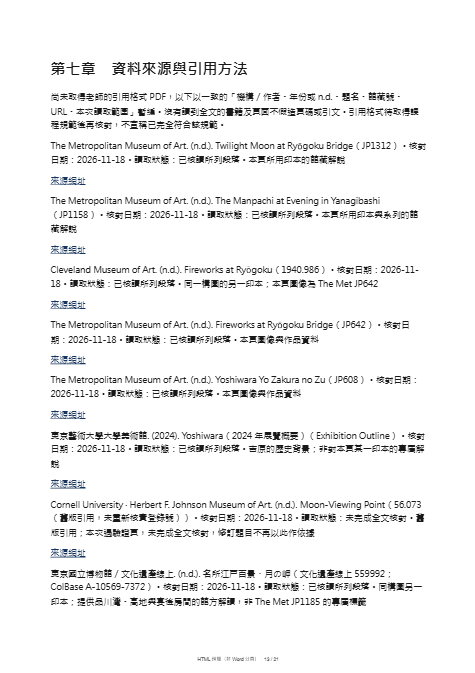 第七章　資料來源與引用方法
尚未取得老師的引用格式 PDF，以下以一致的「機構 / 作者、年份或 n.d.、題名、館藏號、
URL、本次讀取範圍」暫編。沒有讀到全文的書籍及頁面不假造頁碼或引文。引用格式待取得課
程規範後再核對，不宣稱已完全符合該規範。
The Metropolitan Museum of Art. (n.d.). Twilight Moon at Ryōgoku Bridge（JP1312）。核對
日期：2026-11-18。讀取狀態：已核讀所列段落。本頁所用印本的館藏解說
來源網址
The Metropolitan Museum of Art. (n.d.). The Manpachi at Evening in Yanagibashi
（JP1158）。核對日期：2026-11-18。讀取狀態：已核讀所列段落。本頁所用印本與系列的館
藏解說
來源網址
Cleveland Museum of Art. (n.d.). Fireworks at Ryōgoku（1940.986）。核對日期：2026-11-
18。讀取狀態：已核讀所列段落。同一構圖的另一印本；本頁圖像為 The Met JP642
來源網址
The Metropolitan Museum of Art. (n.d.). Fireworks at Ryōgoku Bridge（JP642）。核對日
期：2026-11-18。讀取狀態：已核讀所列段落。本頁圖像與作品資料
來源網址
The Metropolitan Museum of Art. (n.d.). Yoshiwara Yo Zakura no Zu（JP608）。核對日期：
2026-11-18。讀取狀態：已核讀所列段落。本頁圖像與作品資料
來源網址
東京藝術大學大學美術館. (2024). Yoshiwara（2024 年展覽概要）（Exhibition Outline）。核對
日期：2026-11-18。讀取狀態：已核讀所列段落。吉原的歷史背景；非對本頁某一印本的專屬解
說
來源網址
Cornell University · Herbert F. Johnson Museum of Art. (n.d.). Moon-Viewing Point（56.073
（舊版引用，未重新核實登錄號））。核對日期：2026-11-18。讀取狀態：未完成全文核對。舊
版引用；本次遇驗證頁，未完成全文核對，修訂題目不再以此作依據
來源網址
東京國立博物館 / 文化遺產線上. (n.d.). 名所江戶百景・月の岬（文化遺產線上 559992；
ColBase A-10569-7372）。核對日期：2026-11-18。讀取狀態：已核讀所列段落。同構圖另一
印本；提供品川灣、高地與宴後房間的館方解讀，非 The Met JP1185 的專屬標籤